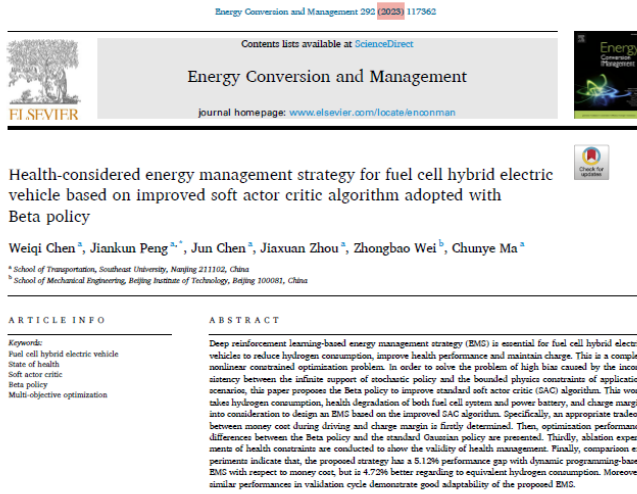 Energy Conversion and Management 292 (2023) 117362
Contents lists available at ScienceDirect
Energy Conversion and Management
journal homepage: www.elsevier.com/locate/enconman
ELSEVIER
Energy
Conversion
Management
Check for
updates
Health-considered energy management strategy for fuel cell hybrid electric
vehicle based on improved soft actor critic algorithm adopted with
Beta policy
Weiqi Chen a, Jiankun Peng a,*, Jun Chen a, Jiaxuan Zhou a, Zhongbao Wei b, Chunye Ma a
a School of Transportation, Southeast University, Nanjing 211102, China
b School of Mechanical Engineering, Beijing Institute of Technology, Beijing 100081, China
ARTICLE INFO
Keywords:
Fuel cell hybrid electric vehicle
State of health
Soft actor critic
Beta policy
Multi-objective optimization
ABSTRACT
Deep reinforcement learning-based energy management strategy (EMS) is essential for fuel cell hybrid electr
vehicles to reduce hydrogen consumption, improve health performance and maintain charge. This is a comple
nonlinear constrained optimization problem. In order to solve the problem of high bias caused by the incon
sistency between the infinite support of stochastic policy and the bounded physics constraints of applicatio
scenarios, this paper proposes the Beta policy to improve standard soft actor critic (SAC) algorithm. This wor
takes hydrogen consumption, health degradation of both fuel cell system and power battery, and charge margi
into consideration to design an EMS based on the improved SAC algorithm. Specifically, an appropriate tradeo
between money cost during driving and charge margin is firstly determined. Then, optimization performanc
differences between the Beta policy and the standard Gaussian policy are presented. Thirdly, ablation exper
ments of health constraints are conducted to show the validity of health management. Finally, comparison e
periments indicate that, the proposed strategy has a 5.12% performance gap with dynamic programming-base
EMS with respect to money cost, but is 4.72% better regarding to equivalent hydrogen consumption. Moreove
similar performances in validation cycle demonstrate good adaptability of the proposed EMS.